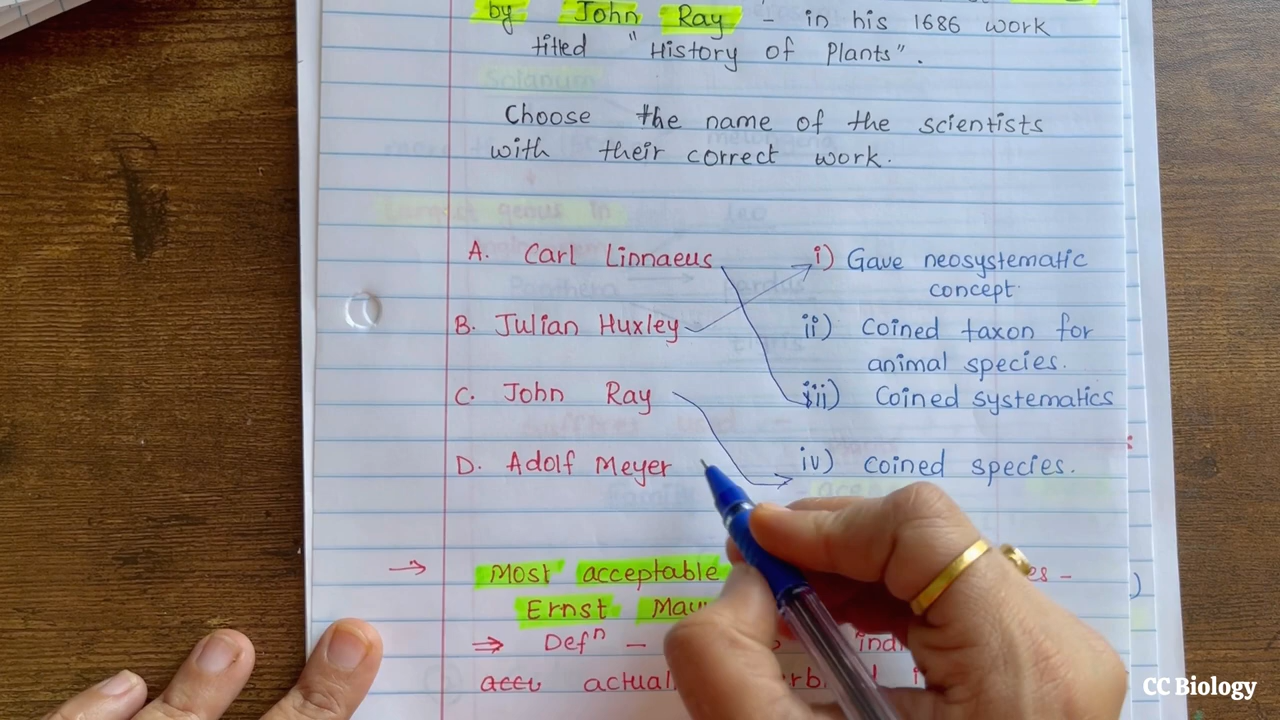 by John Ray - in his 1686 work
titled "History of Plants".
Choose the name of the scientists
with their correct work.
A. Carl Linnaeus i) Gave neosystematic
concept.
B. Julian Huxley ii) Coined taxon for
animal species.
C. John Ray iii) Coined systematics
D. Adolf Meyer iv) coined species.
→ Most acceptable es -
Ernst
⇒ Defⁿ -
CC Biology